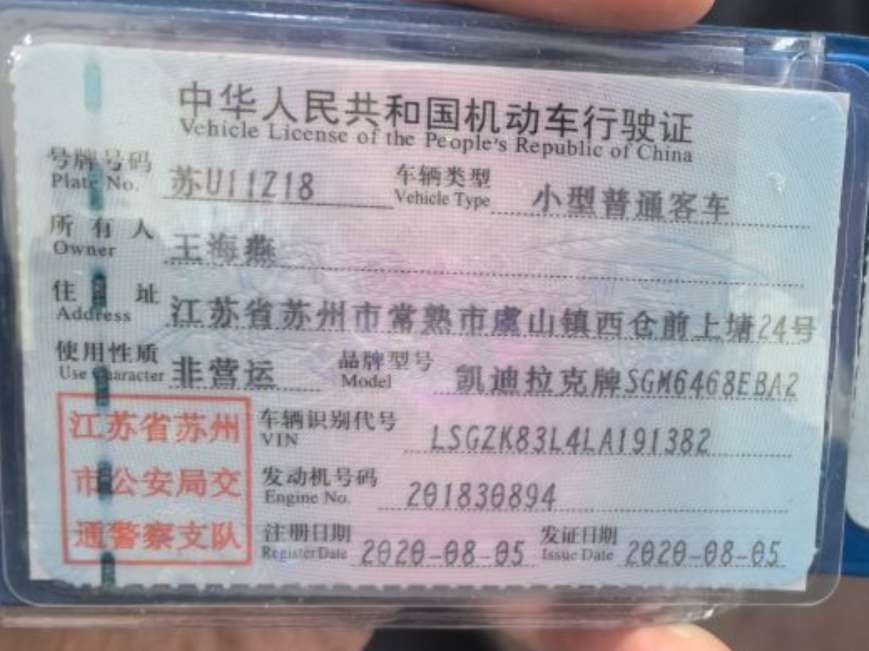 中华人民共和国机动车行驶证
Vehicle License of the People's Republic of China
号牌号码 苏U11Z18 车辆类型 小型普通客车
Plate No. Vehicle Type
所有人 王海燕
Owner
住址 江苏省苏州市常熟市虞山镇西仓前上塘24号
Address
使用性质 非营运 品牌型号 凯迪拉克牌SGM6468EBA2
Use Character Model
江苏省苏州 车辆识别代号 LSGZK83L4LA191382
VIN
市公安局交 发动机号码 201830894
Engine No.
通警察支队 注册日期 2020-08-05 发证日期 2020-08-05
Register Date Issue Date